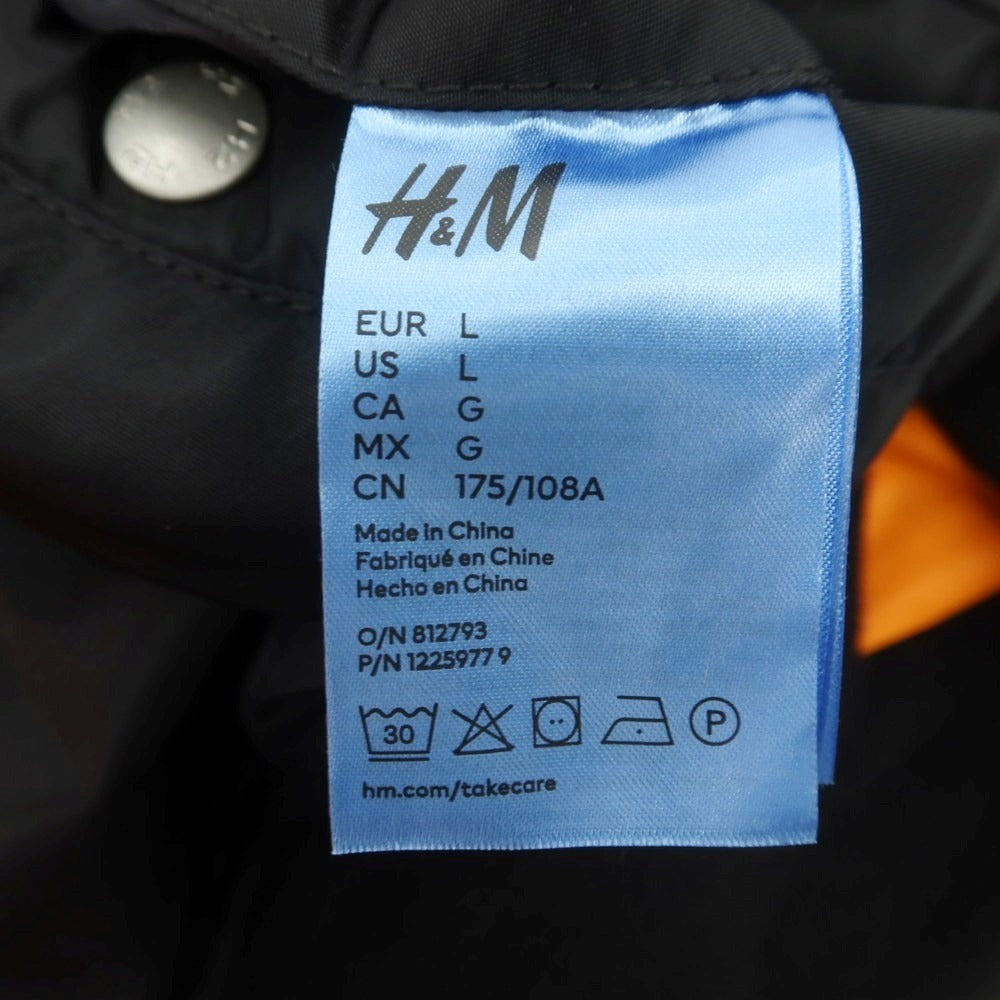 H&M
EUR L
US L
CA G
MX G
CN 175/108A
Made in China
Fabriqué en Chine
Hecho en China
O/N 812793
P/N 1225977 9
30
P
hm.com/takecare